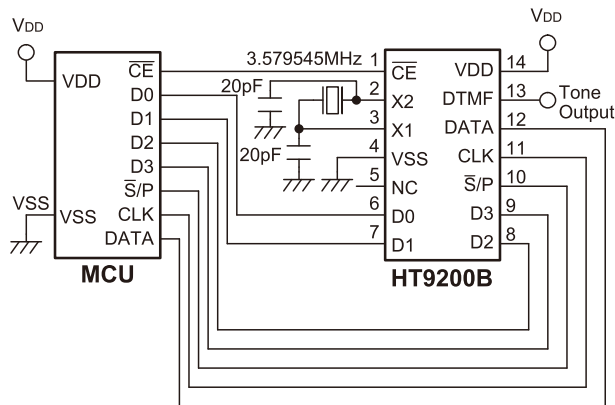 VDD
VDD
3.579545MHz
VDD
CE
D0
D1
D2
D3
S/P
CLK
DATA
VSS
VSS
MCU
20pF
20pF
1 CE
2 X2
3 X1
4 VSS
5 NC
6 D0
7 D1
VDD 14
DTMF 13
DATA 12
CLK 11
S/P 10
D3 9
D2 8
Tone
Output
HT9200B